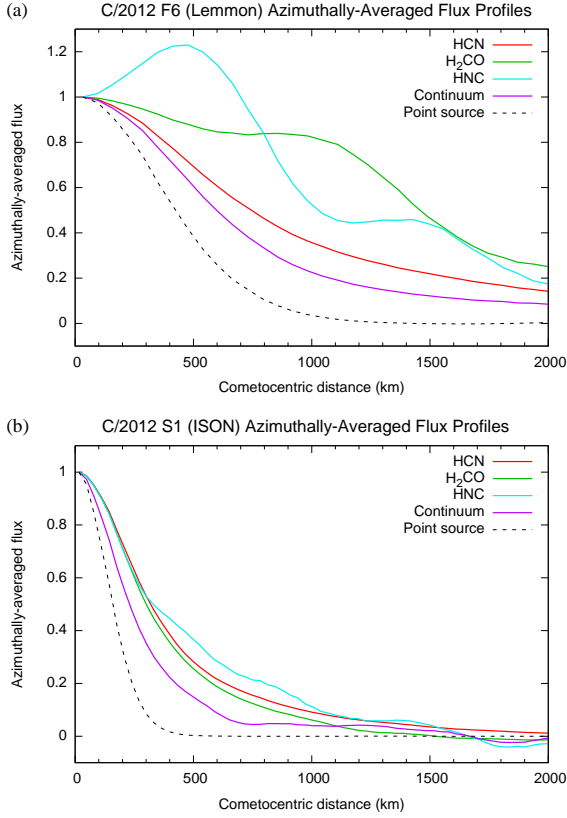 (a)
C/2012 F6 (Lemmon) Azimuthally-Averaged Flux Profiles
HCN
H₂CO
HNC
Continuum
Point source
1.2
1
0.8
0.6
0.4
0.2
0
Azimuthally-averaged flux
0 500 1000 1500 2000
Cometocentric distance (km)
(b)
C/2012 S1 (ISON) Azimuthally-Averaged Flux Profiles
HCN
H₂CO
HNC
Continuum
Point source
1
0.8
0.6
0.4
0.2
0
Azimuthally-averaged flux
0 500 1000 1500 2000
Cometocentric distance (km)